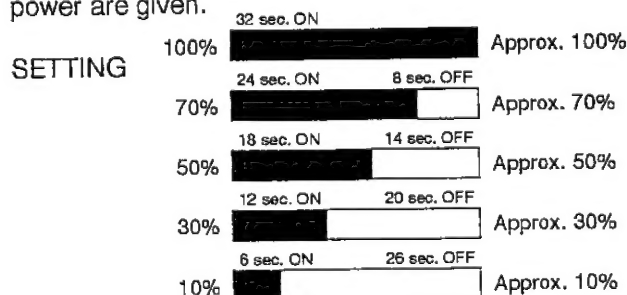 power are given.
32 sec. ON
100% Approx. 100%
SETTING
24 sec. ON 8 sec. OFF
70% Approx. 70%
18 sec. ON 14 sec. OFF
50% Approx. 50%
12 sec. ON 20 sec. OFF
30% Approx. 30%
6 sec. ON 26 sec. OFF
10% Approx. 10%